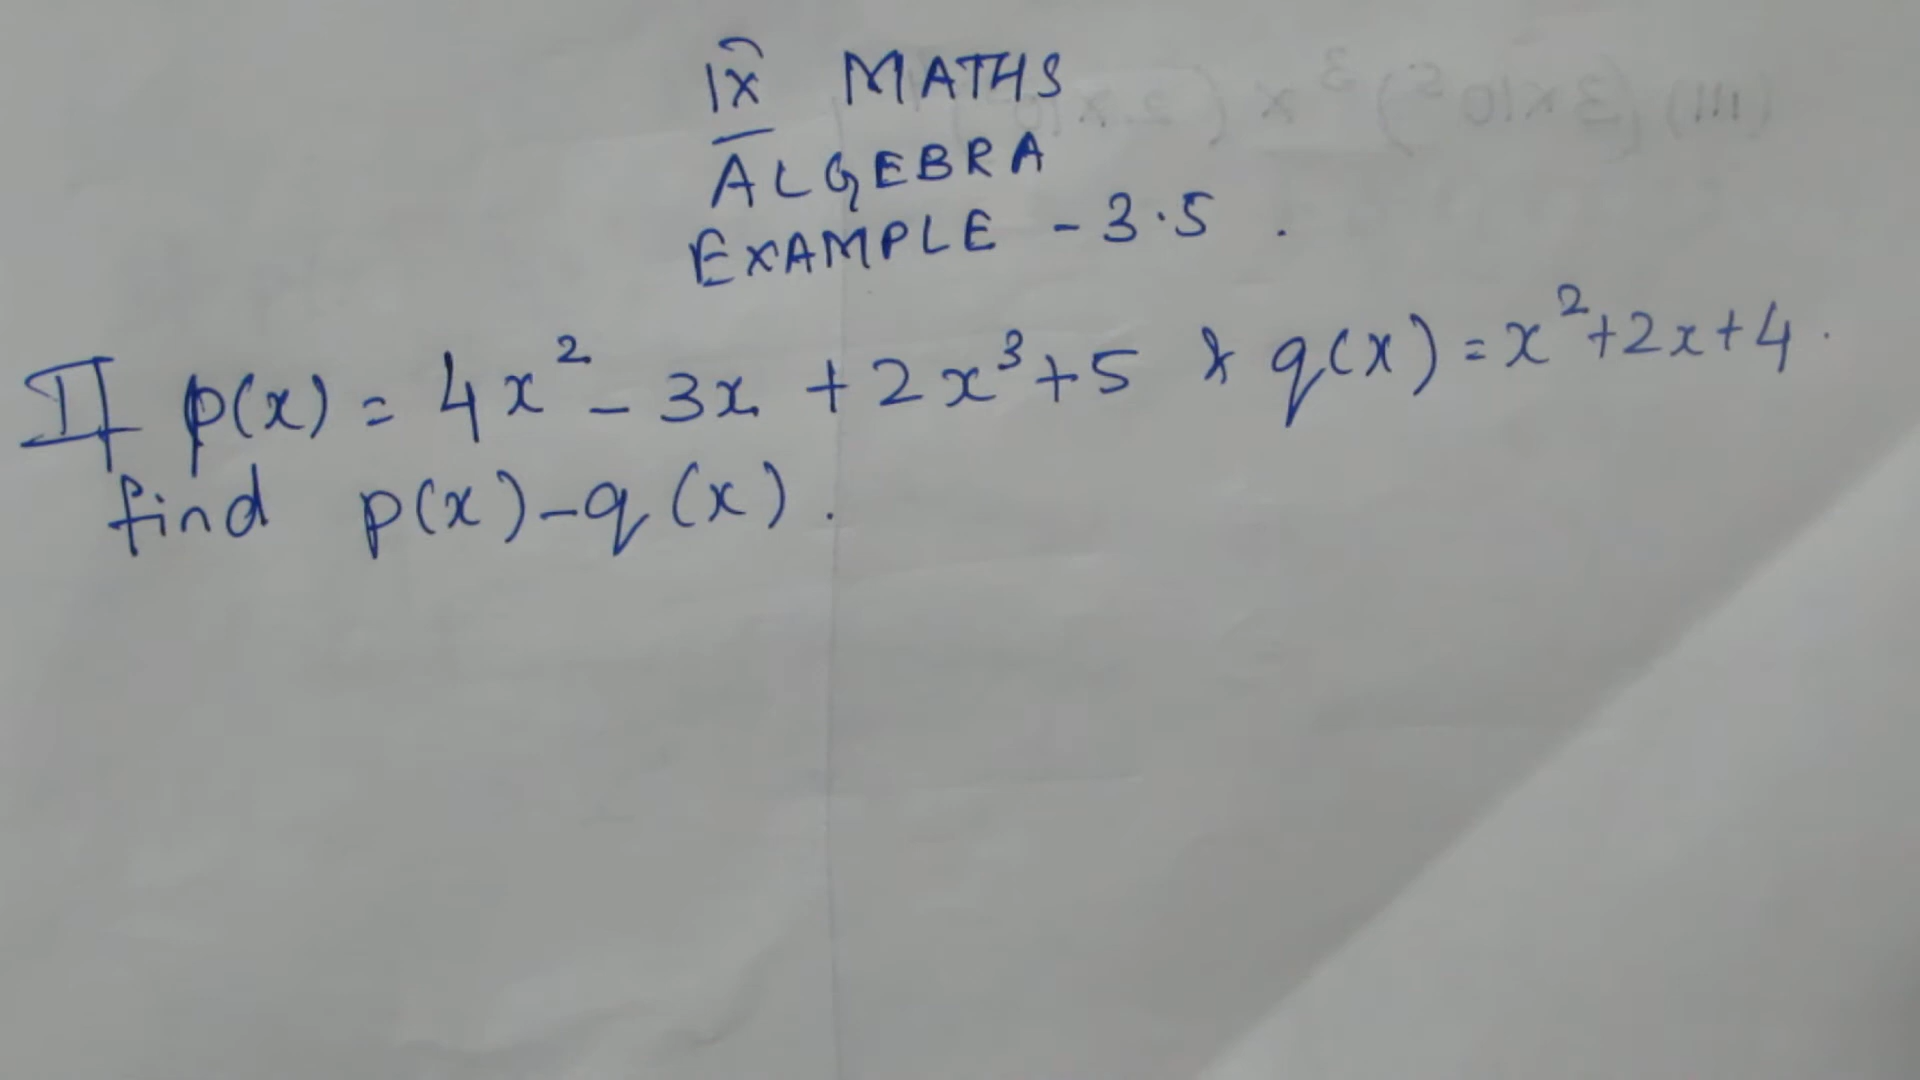 IX MATHS
ALGEBRA
EXAMPLE - 3.5 .
If p(x) = 4x² - 3x + 2x³ + 5 & q(x) = x² + 2x + 4 .
find p(x) - q(x) .